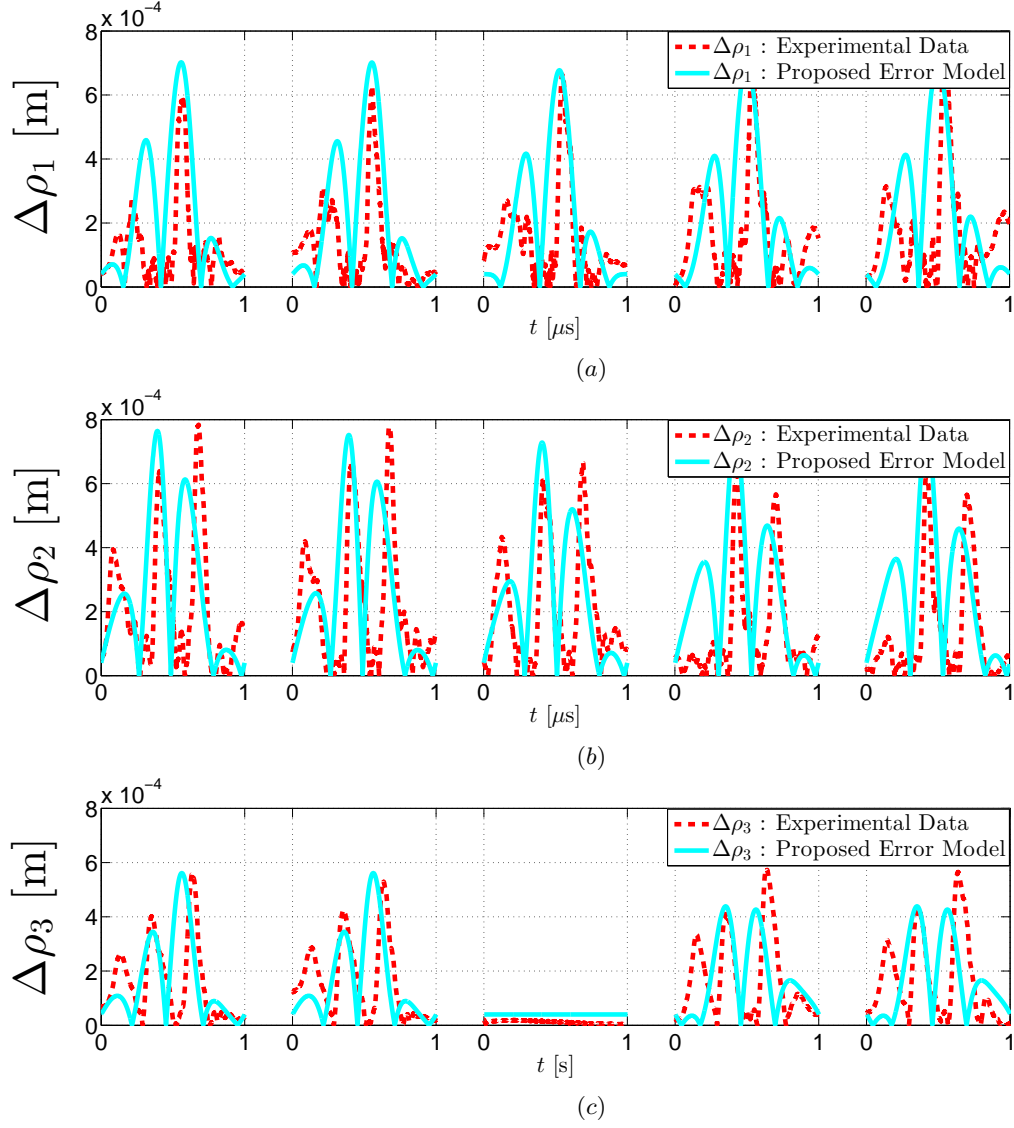 x 10−4
8
6
4
2
0
Δρ1 [m]
Δρ1 : Experimental Data
Δρ1 : Proposed Error Model
0 1 0 1 0 1 0 1 0 1
t [μs]
(a)
x 10−4
8
6
4
2
0
Δρ2 [m]
Δρ2 : Experimental Data
Δρ2 : Proposed Error Model
0 1 0 1 0 1 0 1 0 1
t [μs]
(b)
x 10−4
8
6
4
2
0
Δρ3 [m]
Δρ3 : Experimental Data
Δρ3 : Proposed Error Model
0 1 0 1 0 1 0 1 0 1
t [s]
(c)